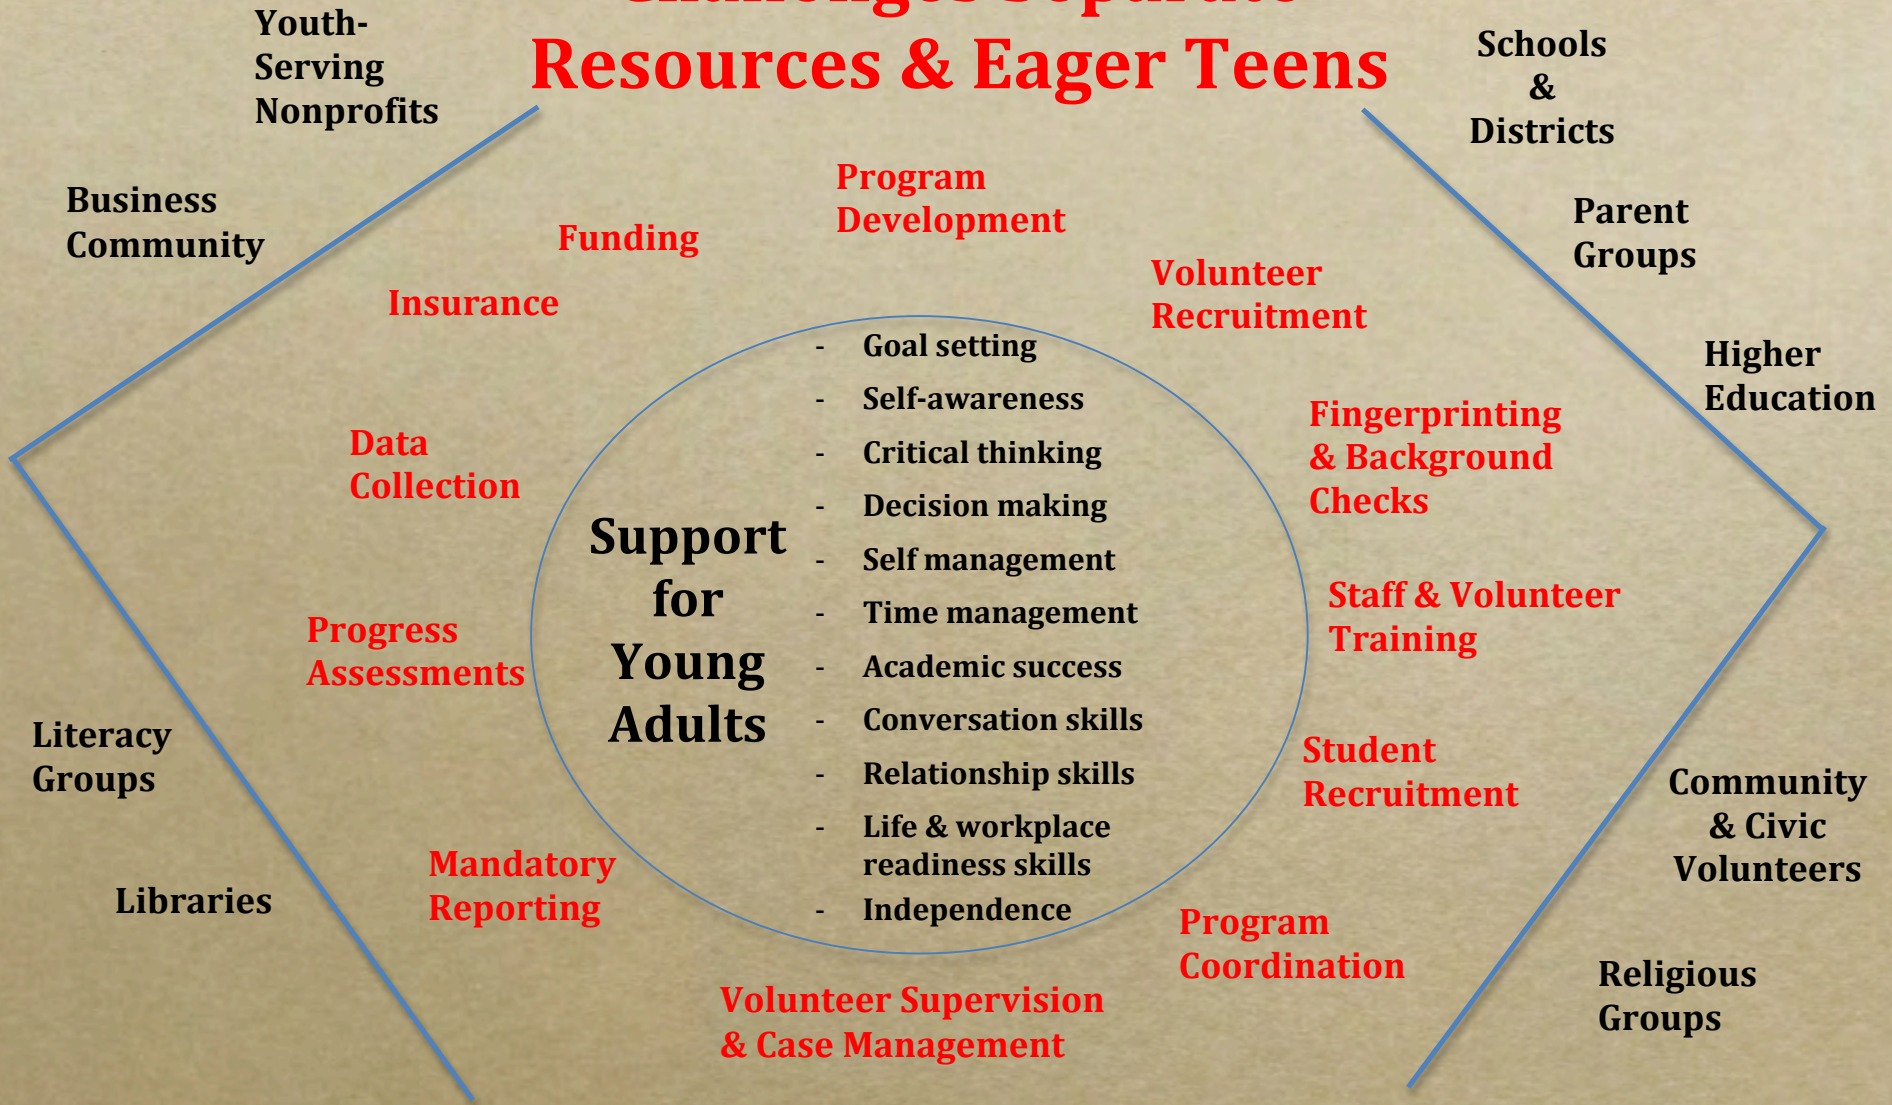 Challenges Separate
Resources & Eager Teens
Youth-
Serving
Nonprofits
Schools
&
Districts
Business
Community
Parent
Groups
Program
Development
Funding
Insurance
Volunteer
Recruitment
Higher
Education
Data
Collection
Fingerprinting
& Background
Checks
Support
for
Young
Adults
- Goal setting
- Self-awareness
- Critical thinking
- Decision making
- Self management
- Time management
- Academic success
- Conversation skills
- Relationship skills
- Life & workplace
readiness skills
- Independence
Progress
Assessments
Staff & Volunteer
Training
Literacy
Groups
Student
Recruitment
Community
& Civic
Volunteers
Libraries
Mandatory
Reporting
Program
Coordination
Religious
Groups
Volunteer Supervision
& Case Management